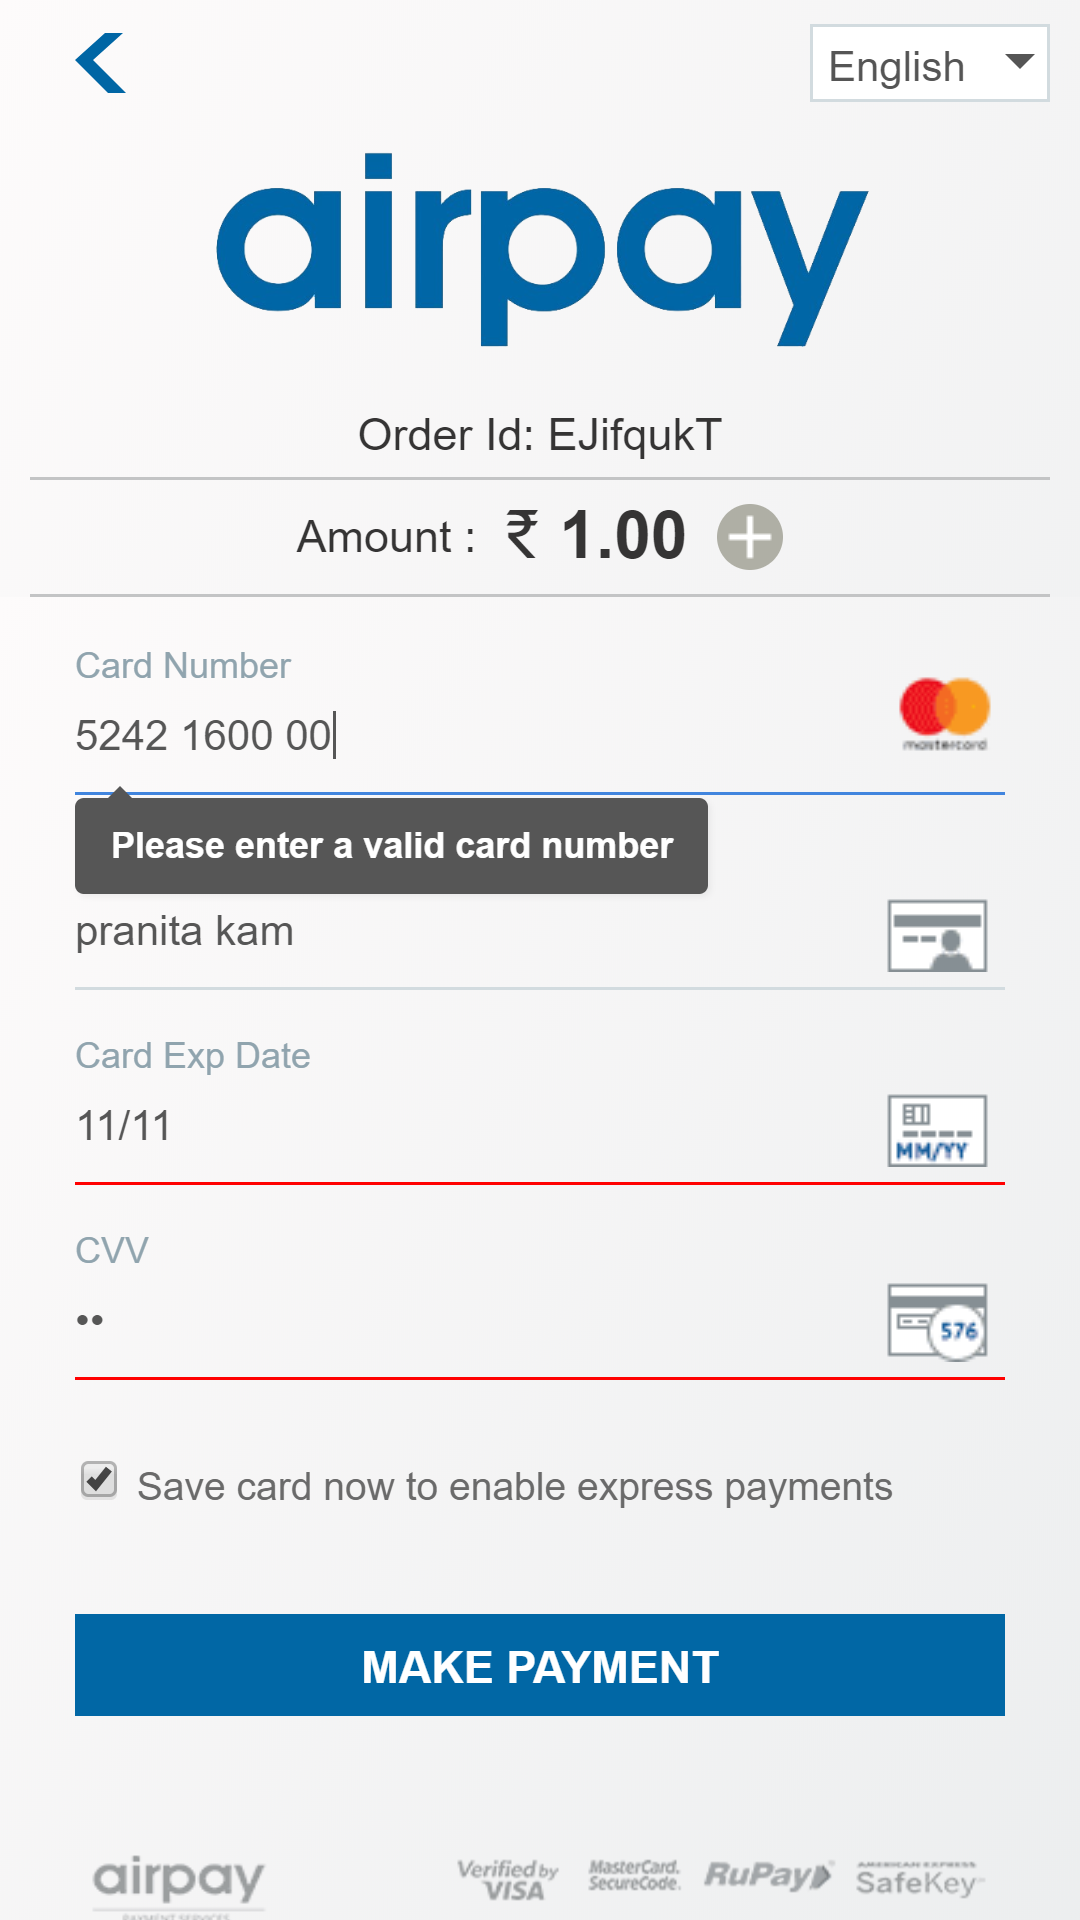 English
airpay
Order Id: EJifqukT
Amount : ₹ 1.00
Card Number
5242 1600 00
mastercard
Please enter a valid card number
pranita kam
Card Exp Date
11/11
MM/YY
CVV
••
576
Save card now to enable express payments
MAKE PAYMENT
airpay
PAYMENT SERVICES
Verified by
VISA
MasterCard.
SecureCode.
RuPay
AMERICAN EXPRESS
SafeKey